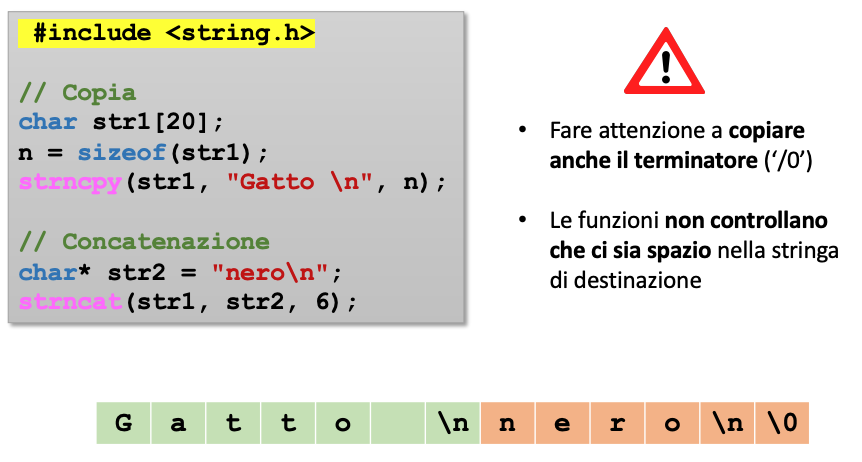 #include <string.h>
// Copia
char str1[20];
n = sizeof(str1);
strncpy(str1, "Gatto \n", n);
// Concatenazione
char* str2 = "nero\n";
strncat(str1, str2, 6);
!
• Fare attenzione a copiare
anche il terminatore (‘/0’)
• Le funzioni non controllano
che ci sia spazio nella stringa
di destinazione
G a t t o \n n e r o \n \0